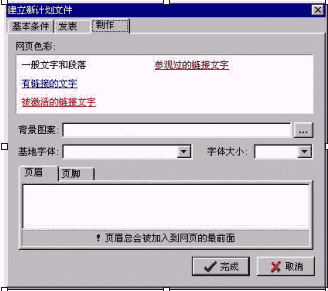 建立新计划文件
基本条件 发表 制作
网页色彩:
一般文字和段落 参观过的链接文字
有链接的文字
被激活的链接文字
背景图案: ...
基地字体: 字体大小:
页眉 页脚
! 页眉总会被加入到网页的最前面
完成 取消